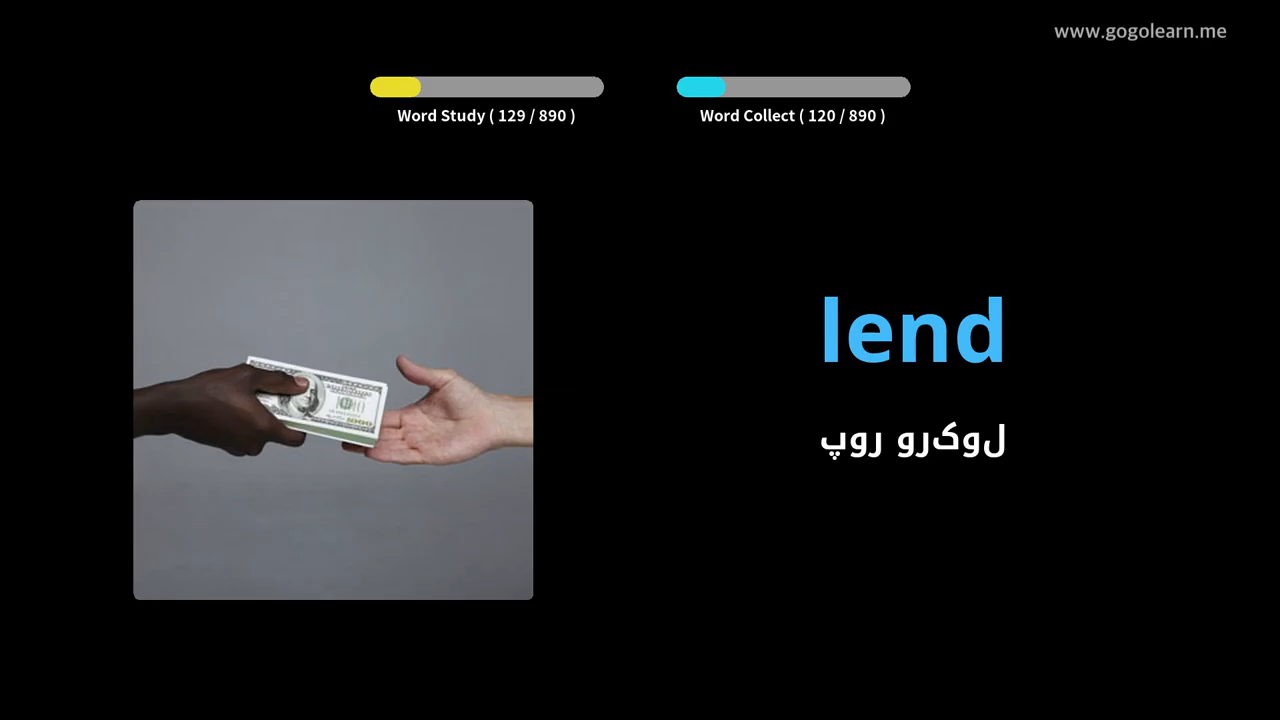 www.gogolearn.me
Word Study ( 129 / 890 )
Word Collect ( 120 / 890 )
lend
لوکرو روپ